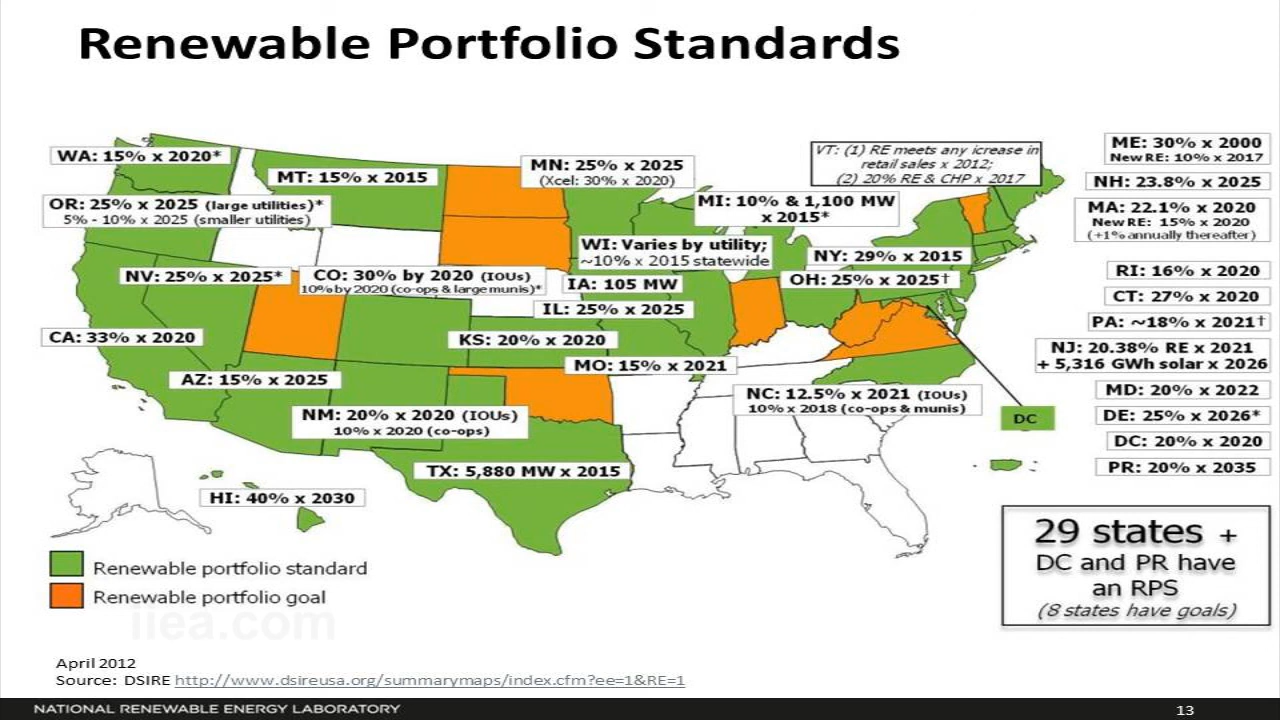 Renewable Portfolio Standards
WA: 15% x 2020*
OR: 25% x 2025 (large utilities)*
5% - 10% x 2025 (smaller utilities)
MT: 15% x 2015
MN: 25% x 2025
(Xcel: 30% x 2020)
VT: (1) RE meets any icrease in
retail sales x 2012;
(2) 20% RE & CHP x 2017
MI: 10% & 1,100 MW
x 2015*
WI: Varies by utility;
~10% x 2015 statewide
NY: 29% x 2015
NV: 25% x 2025*
CO: 30% by 2020 (IOUs)
10% by 2020 (co-ops & large munis)*
IA: 105 MW
OH: 25% x 2025†
IL: 25% x 2025
CA: 33% x 2020
KS: 20% x 2020
MO: 15% x 2021
AZ: 15% x 2025
NC: 12.5% x 2021 (IOUs)
10% x 2018 (co-ops & munis)
NM: 20% x 2020 (IOUs)
10% x 2020 (co-ops)
DC
TX: 5,880 MW x 2015
HI: 40% x 2030
ME: 30% x 2000
New RE: 10% x 2017
NH: 23.8% x 2025
MA: 22.1% x 2020
New RE: 15% x 2020
(+1% annually thereafter)
RI: 16% x 2020
CT: 27% x 2020
PA: ~18% x 2021†
NJ: 20.38% RE x 2021
+ 5,316 GWh solar x 2026
MD: 20% x 2022
DE: 25% x 2026*
DC: 20% x 2020
PR: 20% x 2035
29 states +
DC and PR have
an RPS
(8 states have goals)
Renewable portfolio standard
Renewable portfolio goal
iiea.com
April 2012
Source: DSIRE http://www.dsireusa.org/summarymaps/index.cfm?ee=1&RE=1
NATIONAL RENEWABLE ENERGY LABORATORY
13